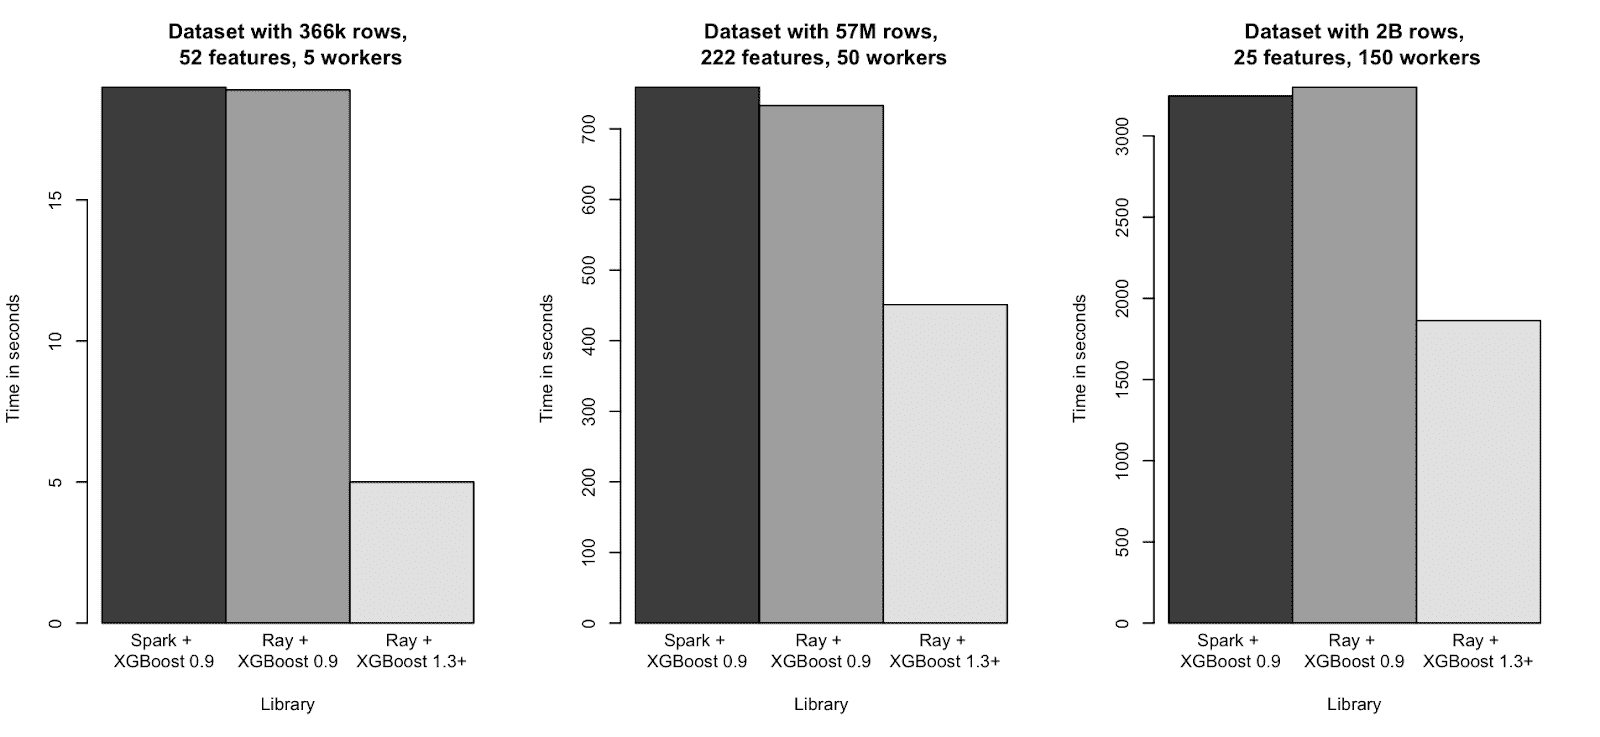 Dataset with 366k rows,
52 features, 5 workers
Time in seconds
15
10
5
0
Spark +
XGBoost 0.9
Ray +
XGBoost 0.9
Ray +
XGBoost 1.3+
Library
Dataset with 57M rows,
222 features, 50 workers
Time in seconds
700
600
500
400
300
200
100
0
Spark +
XGBoost 0.9
Ray +
XGBoost 0.9
Ray +
XGBoost 1.3+
Library
Dataset with 2B rows,
25 features, 150 workers
Time in seconds
3000
2500
2000
1500
1000
500
0
Spark +
XGBoost 0.9
Ray +
XGBoost 0.9
Ray +
XGBoost 1.3+
Library